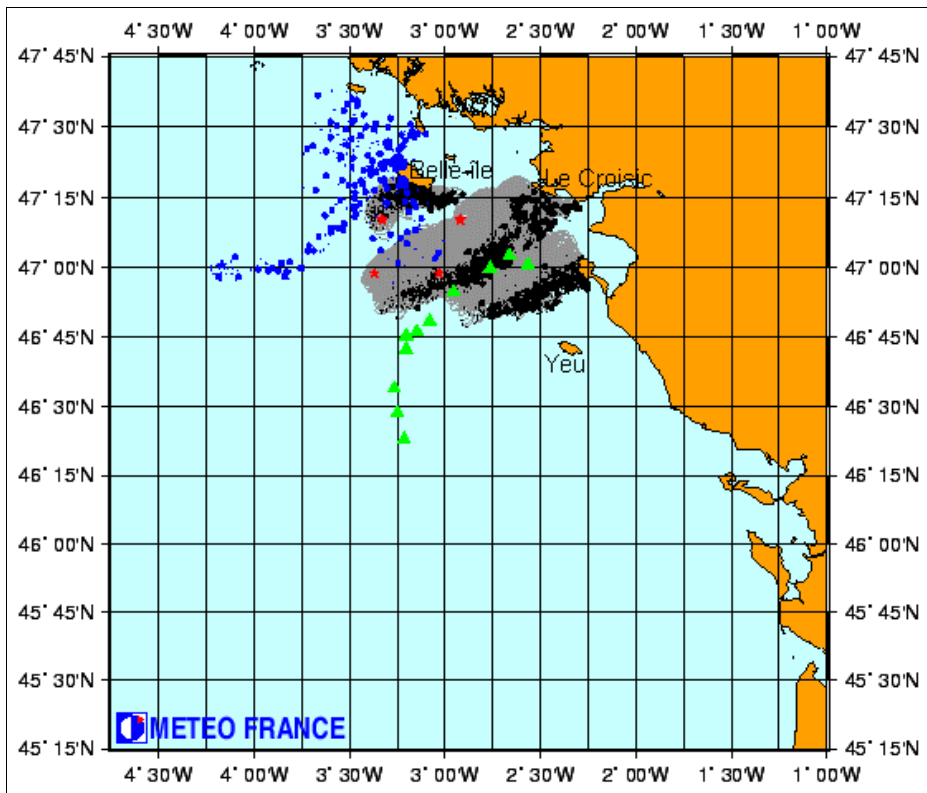 4° 30'W 4° 00'W 3° 30'W 3° 00'W 2° 30'W 2° 00'W 1° 30'W 1° 00'W
47° 45'N 47° 45'N
47° 30'N 47° 30'N
Belle-île Le Croisic
47° 15'N 47° 15'N
47° 00'N 47° 00'N
46° 45'N 46° 45'N
Yeu
46° 30'N 46° 30'N
46° 15'N 46° 15'N
46° 00'N 46° 00'N
45° 45'N 45° 45'N
45° 30'N 45° 30'N
METEO FRANCE
45° 15'N 45° 15'N
4° 30'W 4° 00'W 3° 30'W 3° 00'W 2° 30'W 2° 00'W 1° 30'W 1° 00'W